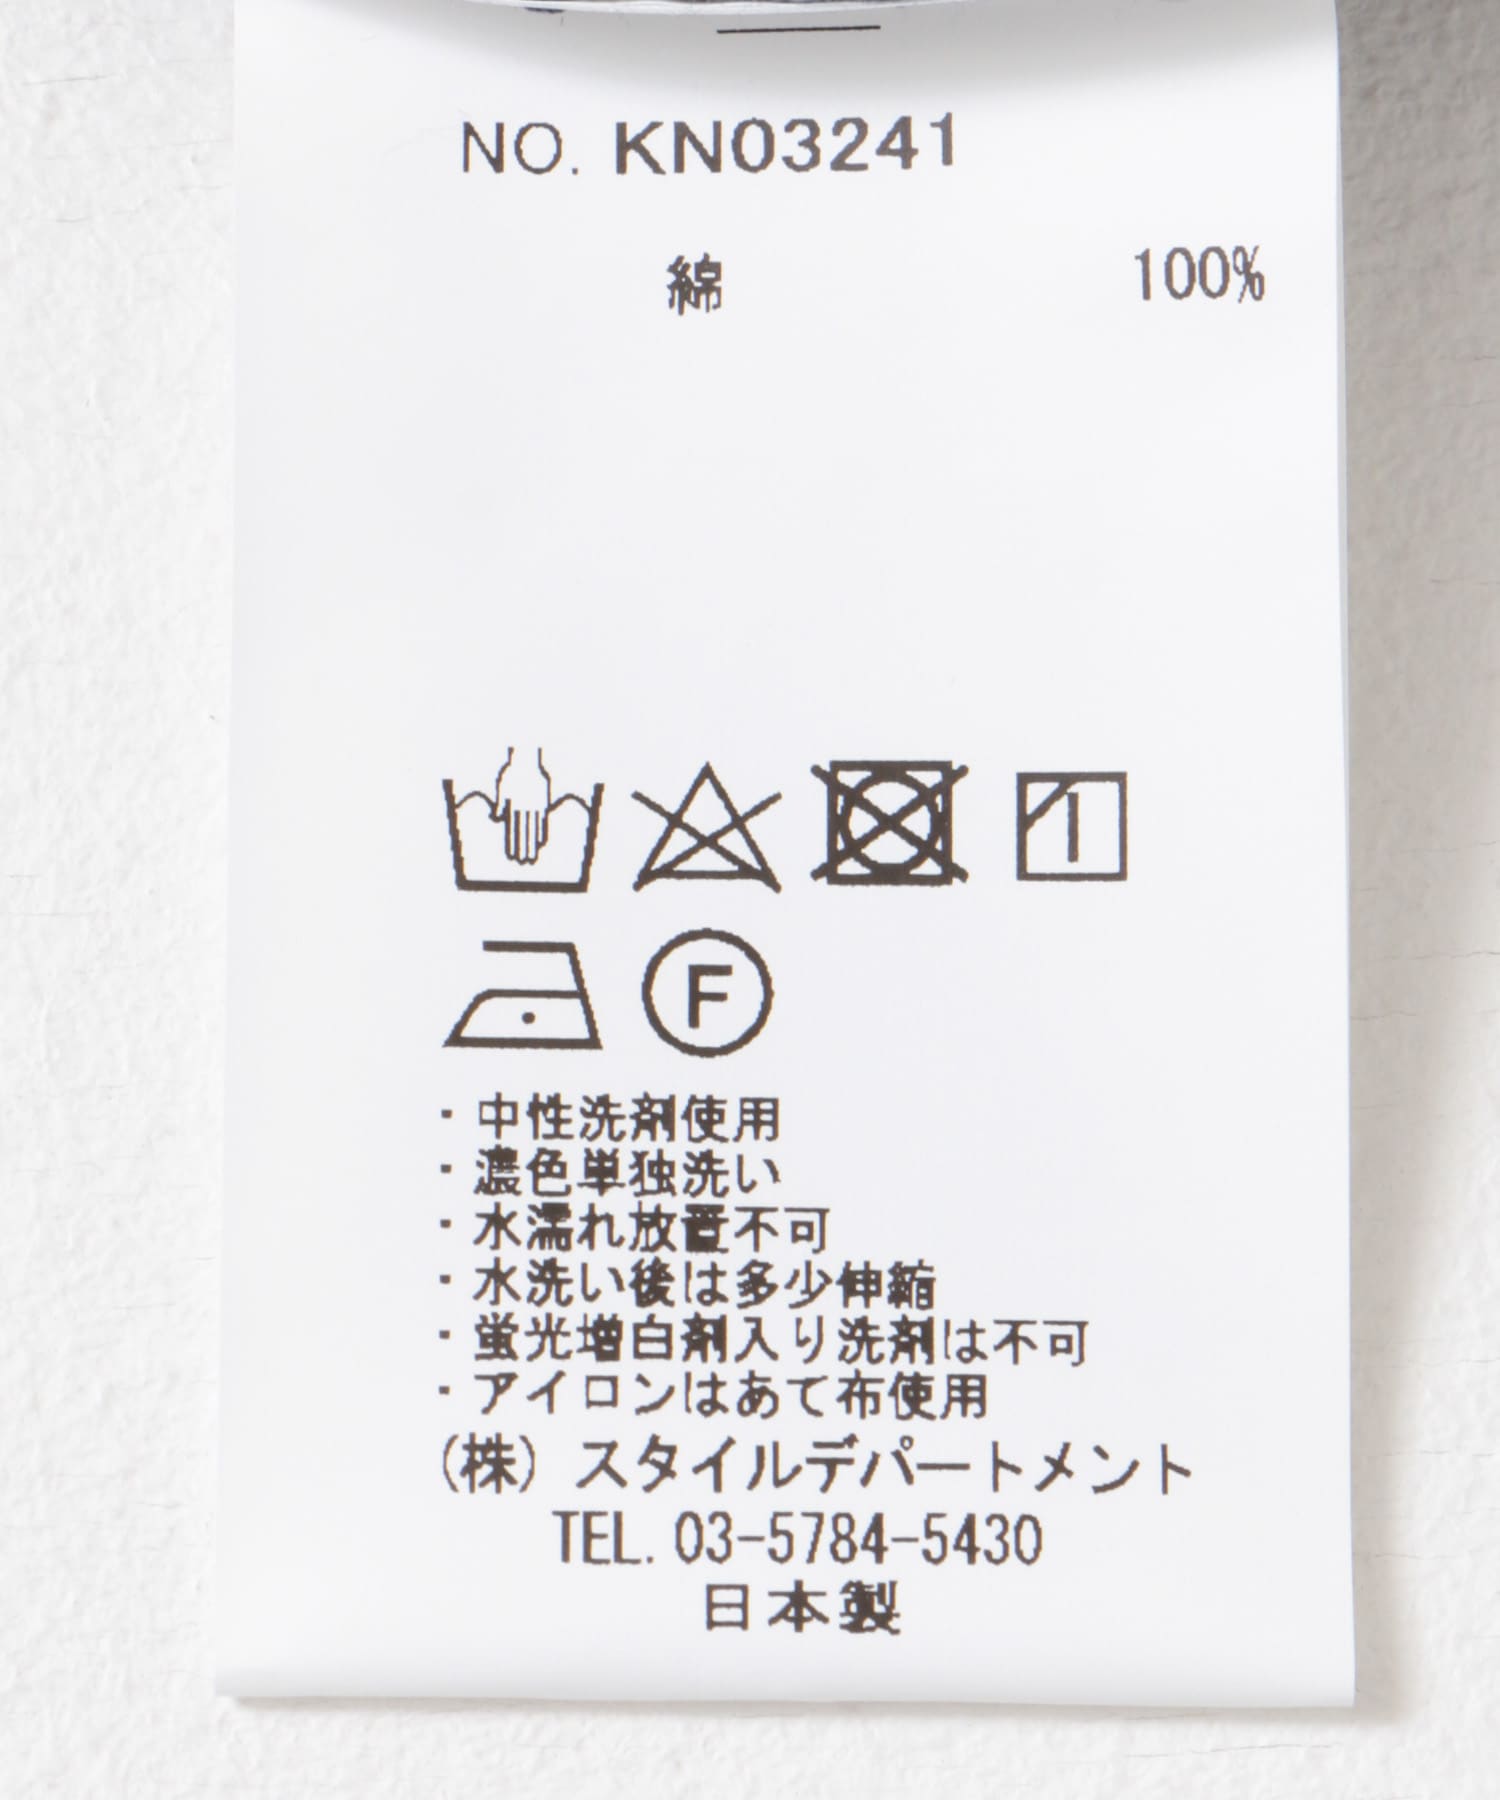 NO. KN03241
綿 100%
F
・中性洗剤使用
・濃色単独洗い
・水濡れ放置不可
・水洗い後は多少伸縮
・蛍光増白剤入り洗剤は不可
・アイロンはあて布使用
(株) スタイルデパートメント
TEL. 03-5784-5430
日本製